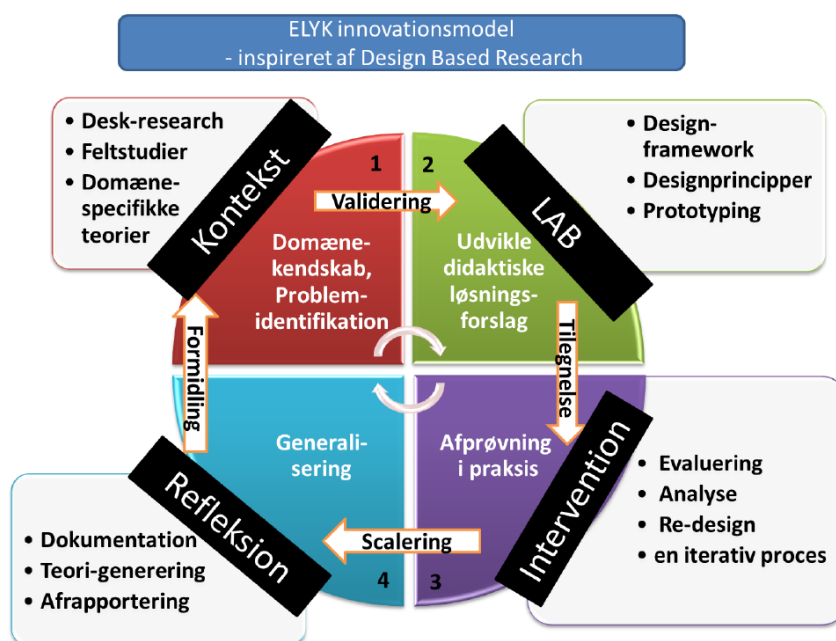 ELYK innovationsmodel
- inspireret af Design Based Research
• Desk-research
• Feltstudier
• Domæne-
specifikke
teorier
Kontekst
1
Validering
Domæne-
kendskab,
Problem-
identifikation
2
LAB
Udvikle
didaktiske
løsnings-
forslag
• Design-
framework
• Designprincipper
• Prototyping
Tilegnelse
Intervention
Afprøvning
i praksis
3
• Evaluering
• Analyse
• Re-design
• en iterativ proces
Scalering
Generali-
sering
4
Refleksion
• Dokumentation
• Teori-generering
• Afrapportering
Formidling